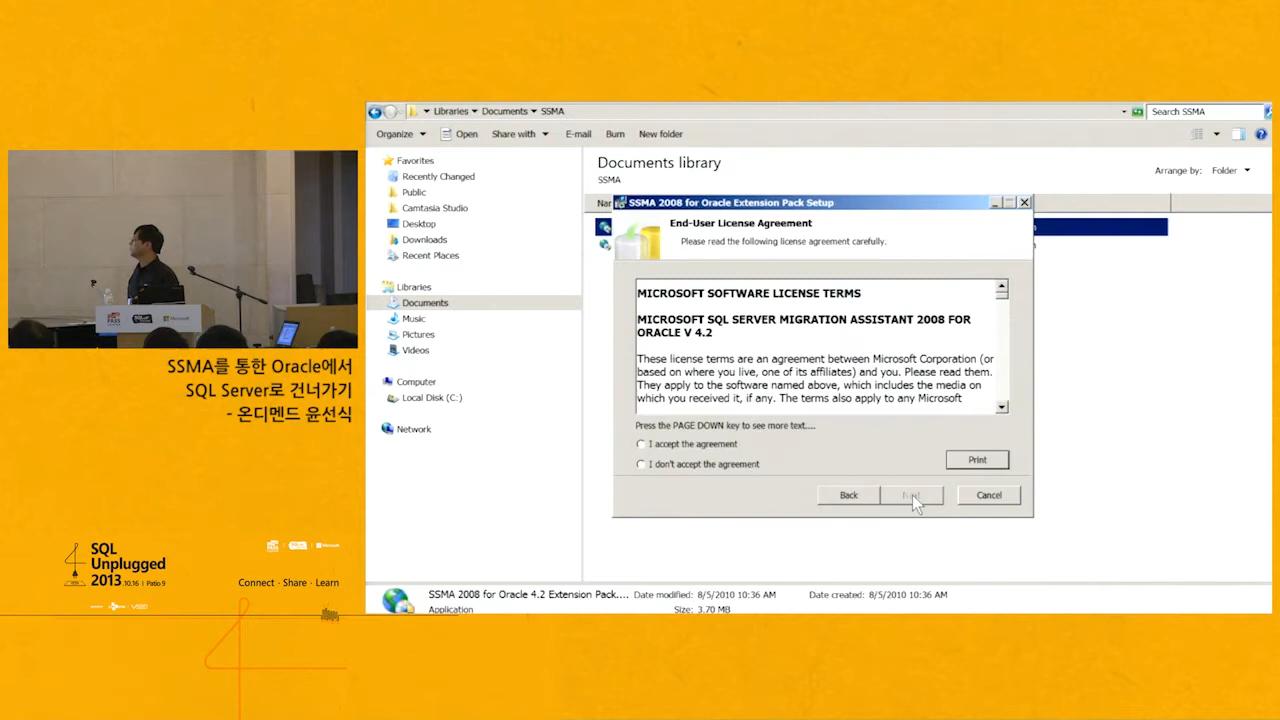 Libraries Documents SSMA
Search SSMA
Organize Open Share with E-mail Burn New folder
Favorites
Recently Changed
Public
Camtasia Studio
Desktop
Downloads
Recent Places
Libraries
Documents
Music
Pictures
Videos
Computer
Local Disk (C:)
Network
Documents library
SSMA
Arrange by: Folder
SSMA 2008 for Oracle Extension Pack Setup
End-User License Agreement
Please read the following license agreement carefully.
MICROSOFT SOFTWARE LICENSE TERMS
MICROSOFT SQL SERVER MIGRATION ASSISTANT 2008 FOR
ORACLE V 4.2
These license terms are an agreement between Microsoft Corporation (or
based on where you live, one of its affiliates) and you. Please read them.
They apply to the software named above, which includes the media on
which you received it, if any. The terms also apply to any Microsoft
Press the PAGE DOWN key to see more text....
I accept the agreement
I don't accept the agreement
Print
Back
Cancel
SSMA 2008 for Oracle 4.2 Extension Pack.... Date modified: 8/5/2010 10:36 AM Date created: 8/5/2010 10:36 AM
Application Size: 3.70 MB
SSMA를 통한 Oracle에서
SQL Server로 건너가기
- 온디멘드 윤선식
SQL
Unplugged
2013.10.16 | Patio 9
Connect · Share · Learn
Microsoft